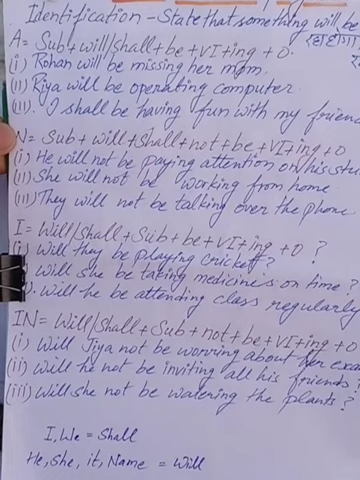 Identification - State that something will be
रहा होगा
A = Sub + will/shall + be + VI + ing + O.
(i) Rohan will be missing her mom.
(ii) Riya will be operating computer.
(iii). I shall be having fun with my friend
N = Sub + will + shall + not + be + VI + ing + O
(i) He will not be paying attention on his stu
(ii) She will not be working from home.
(iii) They will not be talking over the phone
I = Will/shall + Sub + be + VI + ing + O ?
(i) Will they be playing cricket?
Will she be taking medicine's on time?
). Will he be attending class regularly
IN = Will/Shall + Sub + not + be + VI + ing + O
(i) Will Jiya not be worring about her exa
(ii) Will he not be inviting all his friends
(iii) Will she not be watering the plants?
I, We = Shall
He, She, it, Name = Will